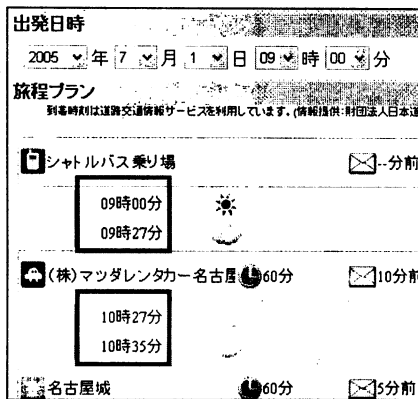 出発日時
2005 年 7 月 1 日 09 時 00 分
旅程プラン
到着時刻は道路交通情報サービスを利用しています。(情報提供:財団法人日本道
シャトルバス乗り場 --分前
09時00分
09時27分
(株)マツダレンタカー名古屋 60分 10分前
10時27分
10時35分
名古屋城 60分 5分前